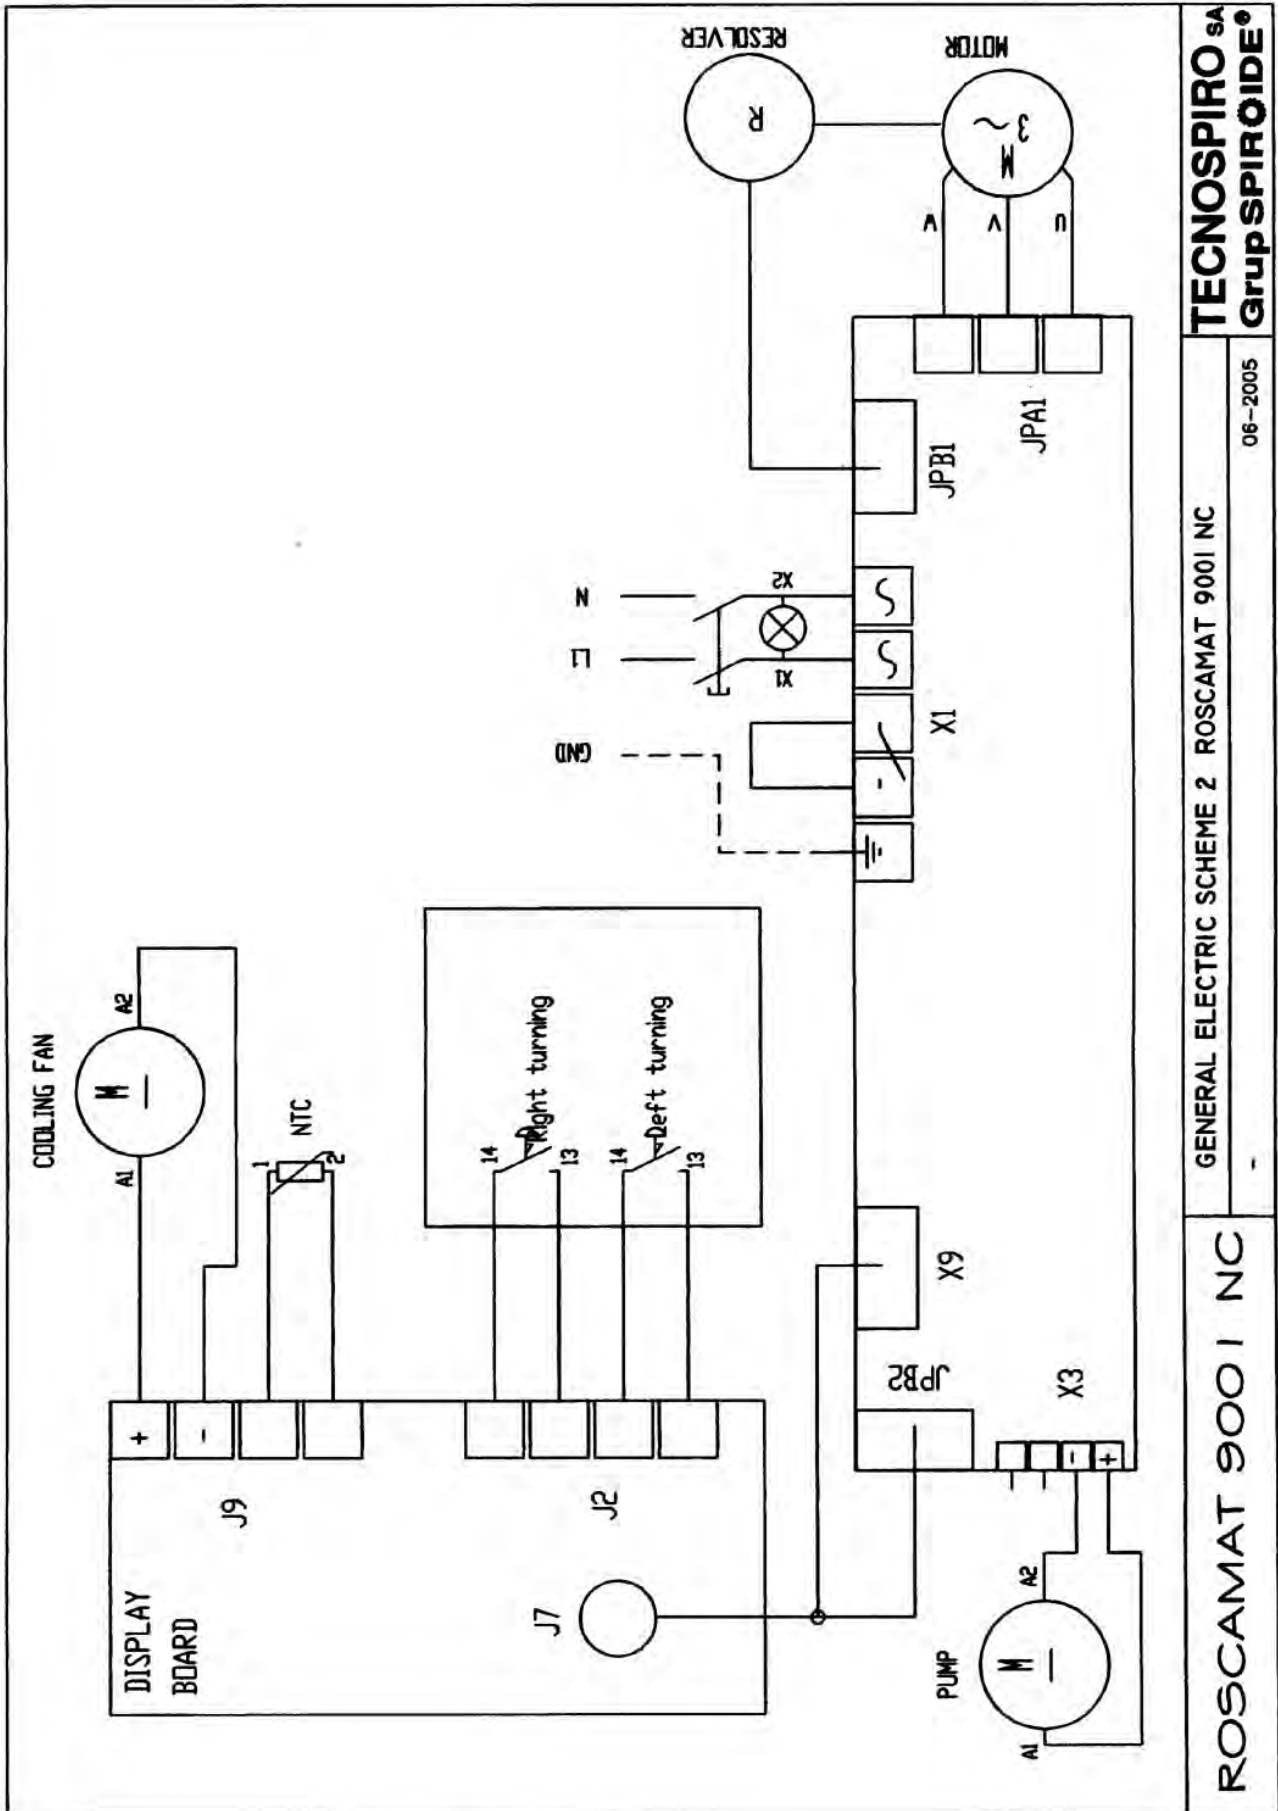 COOLING FAN
M
A1
A2
NTC
1
2
DISPLAY
BOARD
+
-
J9
J2
J7
14
13
Right turning
14
13
Left turning
GND
L1
N
X1
X2
RESOLVER
R
MOTOR
M
3 ~
V
U
JPB1
JPA1
X1
-
X9
JPB2
X3
-
+
PUMP
M
A1
A2
ROSCAMAT 900 I NC
GENERAL ELECTRIC SCHEME 2 ROSCAMAT 900I NC
-
06-2005
TECNOSPIRO SA
Grup SPIROIDE®